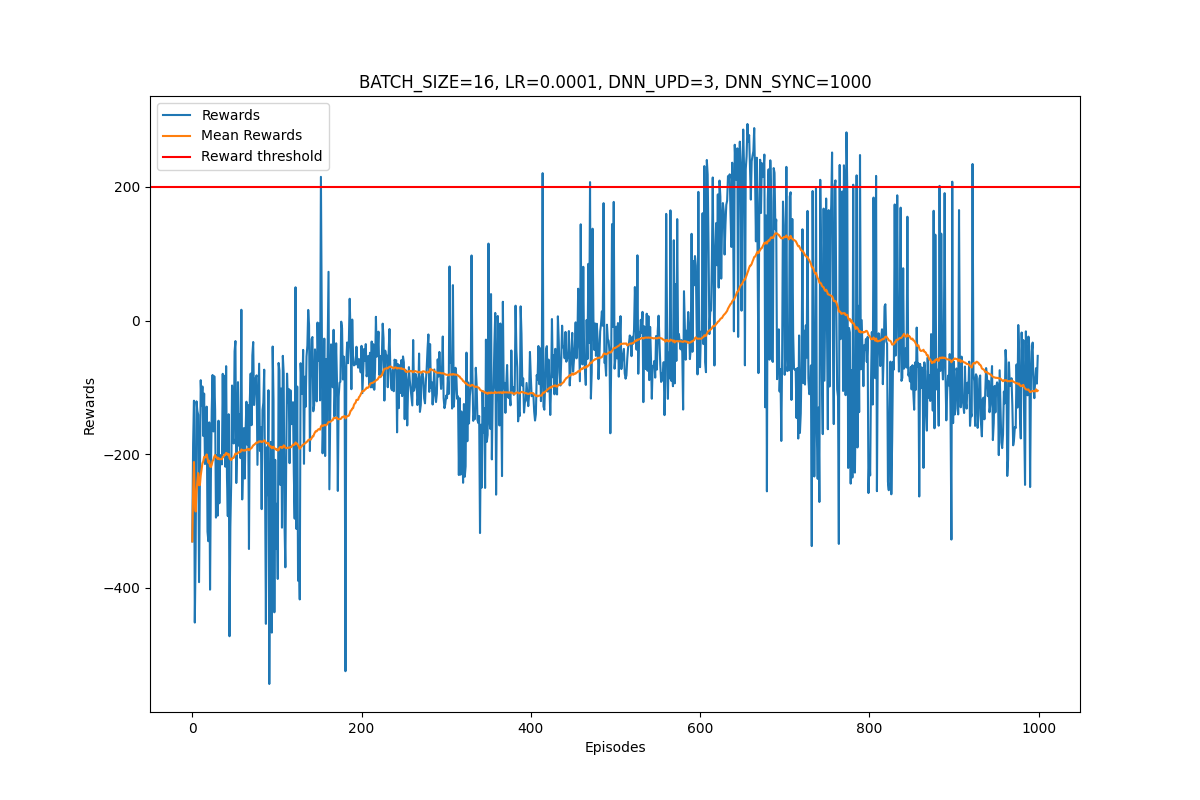 BATCH_SIZE=16, LR=0.0001, DNN_UPD=3, DNN_SYNC=1000
Rewards
Mean Rewards
Reward threshold
200
0
−200
−400
Rewards
0
200
400
600
800
1000
Episodes